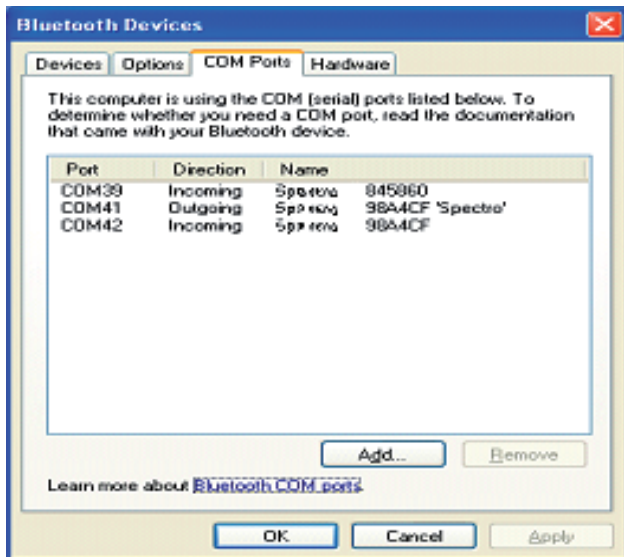 Bluetooth Devices
Devices Options COM Ports Hardware
This computer is using the COM (serial) ports listed below. To
determine whether you need a COM port, read the documentation
that came with your Bluetooth device.
Port Direction Name
COM39 Incoming 845860
COM41 Outgoing 98A4CF 'Spectro'
COM42 Incoming 98A4CF
Add... Remove
Learn more about Bluetooth COM ports.
OK Cancel Apply